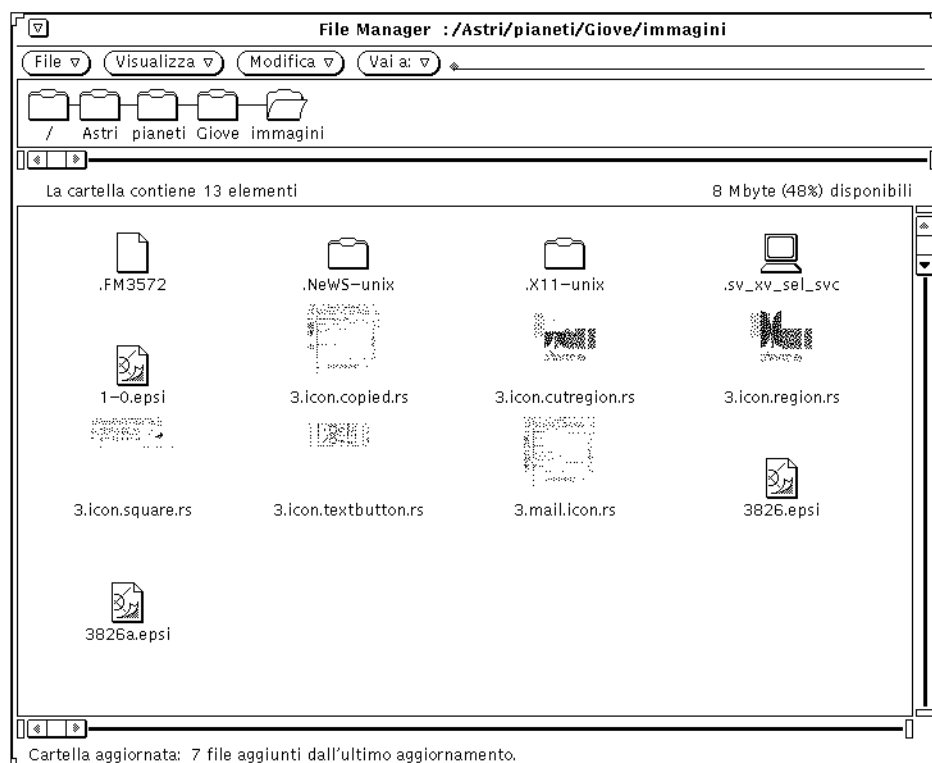 File Manager : /Astri/pianeti/Giove/immagini
File Visualizza Modifica Vai a:
/ Astri pianeti Giove immagini
La cartella contiene 13 elementi 8 Mbyte (48%) disponibili
.FM3572 .NeWS-unix .X11-unix .sv_xv_sel_svc
1-0.epsi 3.icon.copied.rs 3.icon.cutregion.rs 3.icon.region.rs
3.icon.square.rs 3.icon.textbutton.rs 3.mail.icon.rs 3826.epsi
3826a.epsi
Cartella aggiornata: 7 file aggiunti dall'ultimo aggiornamento.